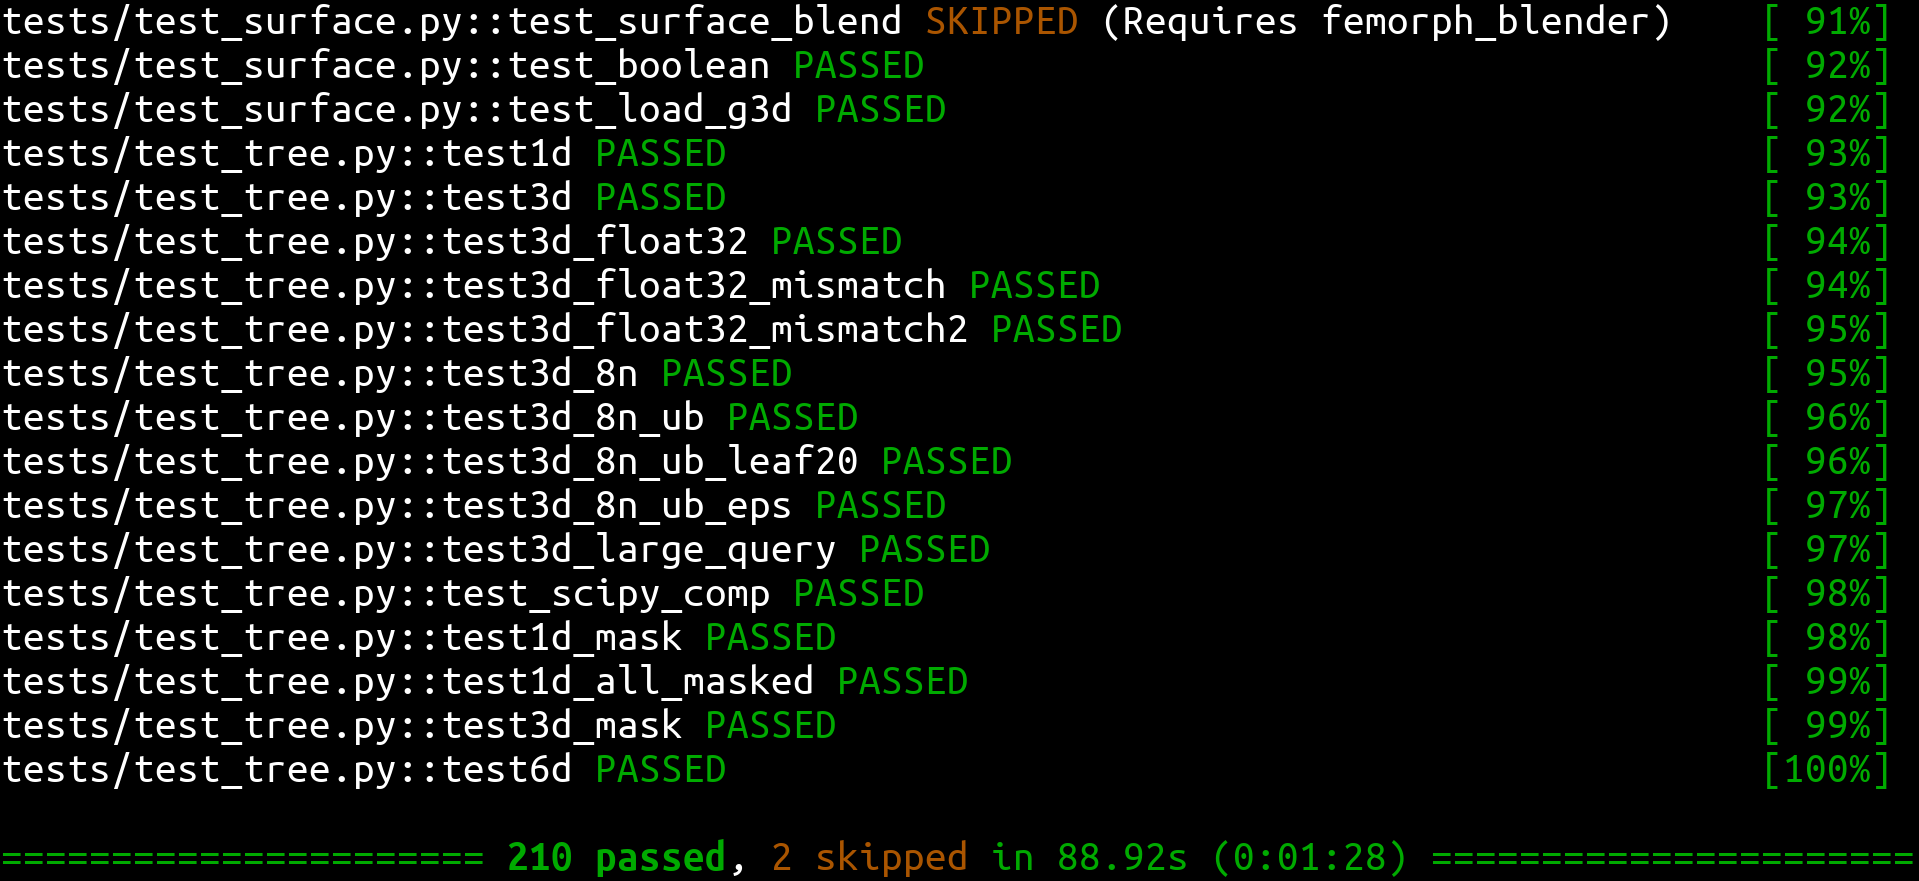 tests/test_surface.py::test_surface_blend SKIPPED (Requires femorph_blender) [ 91%]
tests/test_surface.py::test_boolean PASSED [ 92%]
tests/test_surface.py::test_load_g3d PASSED [ 92%]
tests/test_tree.py::test1d PASSED [ 93%]
tests/test_tree.py::test3d PASSED [ 93%]
tests/test_tree.py::test3d_float32 PASSED [ 94%]
tests/test_tree.py::test3d_float32_mismatch PASSED [ 94%]
tests/test_tree.py::test3d_float32_mismatch2 PASSED [ 95%]
tests/test_tree.py::test3d_8n PASSED [ 95%]
tests/test_tree.py::test3d_8n_ub PASSED [ 96%]
tests/test_tree.py::test3d_8n_ub_leaf20 PASSED [ 96%]
tests/test_tree.py::test3d_8n_ub_eps PASSED [ 97%]
tests/test_tree.py::test3d_large_query PASSED [ 97%]
tests/test_tree.py::test_scipy_comp PASSED [ 98%]
tests/test_tree.py::test1d_mask PASSED [ 98%]
tests/test_tree.py::test1d_all_masked PASSED [ 99%]
tests/test_tree.py::test3d_mask PASSED [ 99%]
tests/test_tree.py::test6d PASSED [100%]
====================== 210 passed, 2 skipped in 88.92s (0:01:28) ======================